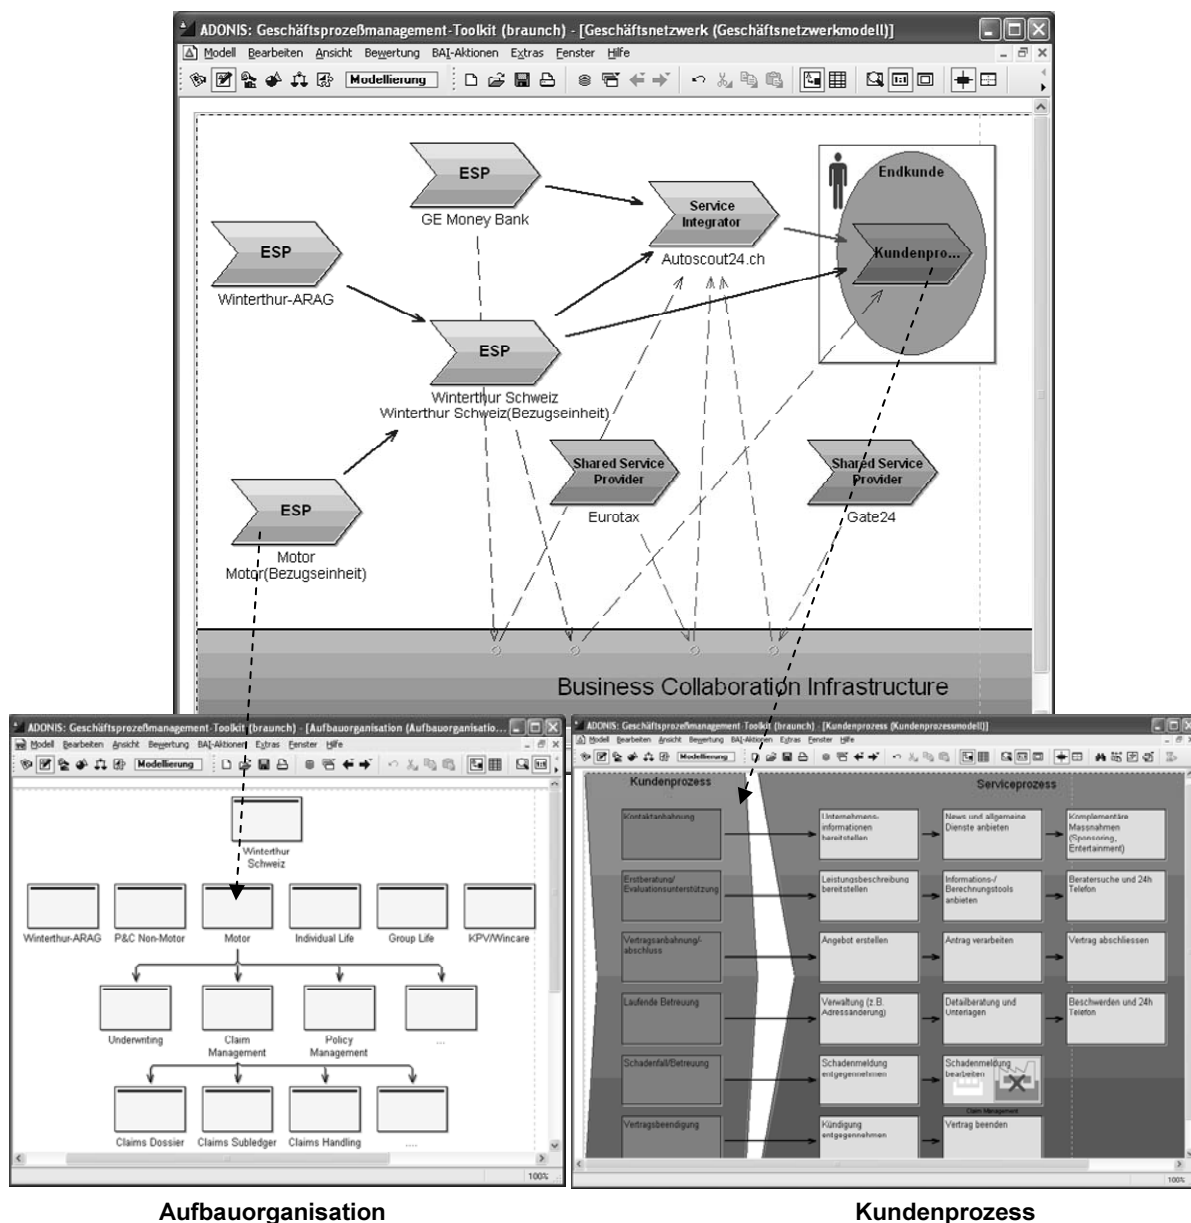 ADONIS: Geschäftsprozeßmanagement-Toolkit (braunch) - [Geschäftsnetzwerk (Geschäftsnetzwerkmodell)]
Modell Bearbeiten Ansicht Bewertung BAI-Aktionen Extras Fenster Hilfe
Modellierung
ESP
GE Money Bank
Service
Integrator
Autoscout24.ch
Endkunde
Kundenpro...
ESP
Winterthur-ARAG
ESP
Winterthur Schweiz
Winterthur Schweiz(Bezugseinheit)
Shared Service
Provider
Eurotax
Shared Service
Provider
Gate24
ESP
Motor
Motor(Bezugseinheit)
Business Collaboration Infrastructure
ADONIS: Geschäftsprozeßmanagement-Toolkit (braunch) - [Aufbauorganisation (Aufbauorganisatio...
Modell Bearbeiten Ansicht Bewertung BAI-Aktionen Extras Fenster Hilfe
Modellierung
Winterthur
Schweiz
Winterthur-ARAG
P&C Non-Motor
Motor
Individual Life
Group Life
KPV/Wincare
Underwriting
Claim
Management
Policy
Management
...
Claims Dossier
Claims Subledger
Claims Handling
....
100%
ADONIS: Geschäftsprozeßmanagement-Toolkit (braunch) - [Kundenprozess (Kundenprozessmodell)]
Modell Bearbeiten Ansicht Bewertung BAI-Aktionen Extras Fenster Hilfe
Modellierung
Kundenprozess
Serviceprozess
Kontaktanbahnung
Unternehmens-
informationen
bereitstellen
News und allgemeine
Dienste anbieten
Komplementäre
Massnahmen
(Sponsoring,
Entertainment)
Erstberatung/
Evaluationsunterstützung
Leistungsbeschreibung
bereitstellen
Informations-/
Berechnungstools
anbieten
Beratersuche und 24h
Telefon
Vertragsanbahnung/-
abschluss
Angebot erstellen
Antrag verarbeiten
Vertrag abschliessen
Laufende Betreuung
Verwaltung (z.B.
Adressänderung)
Detailberatung und
Unterlagen
Beschwerden und 24h
Telefon
Schadenfall/Betreuung
Schadenmeldung
entgegennehmen
Schadenmeldung
bearbeiten
Claim Management
Vertragsbeendigung
Kündigung
entgegennehmen
Vertrag beenden
100%
Aufbauorganisation
Kundenprozess